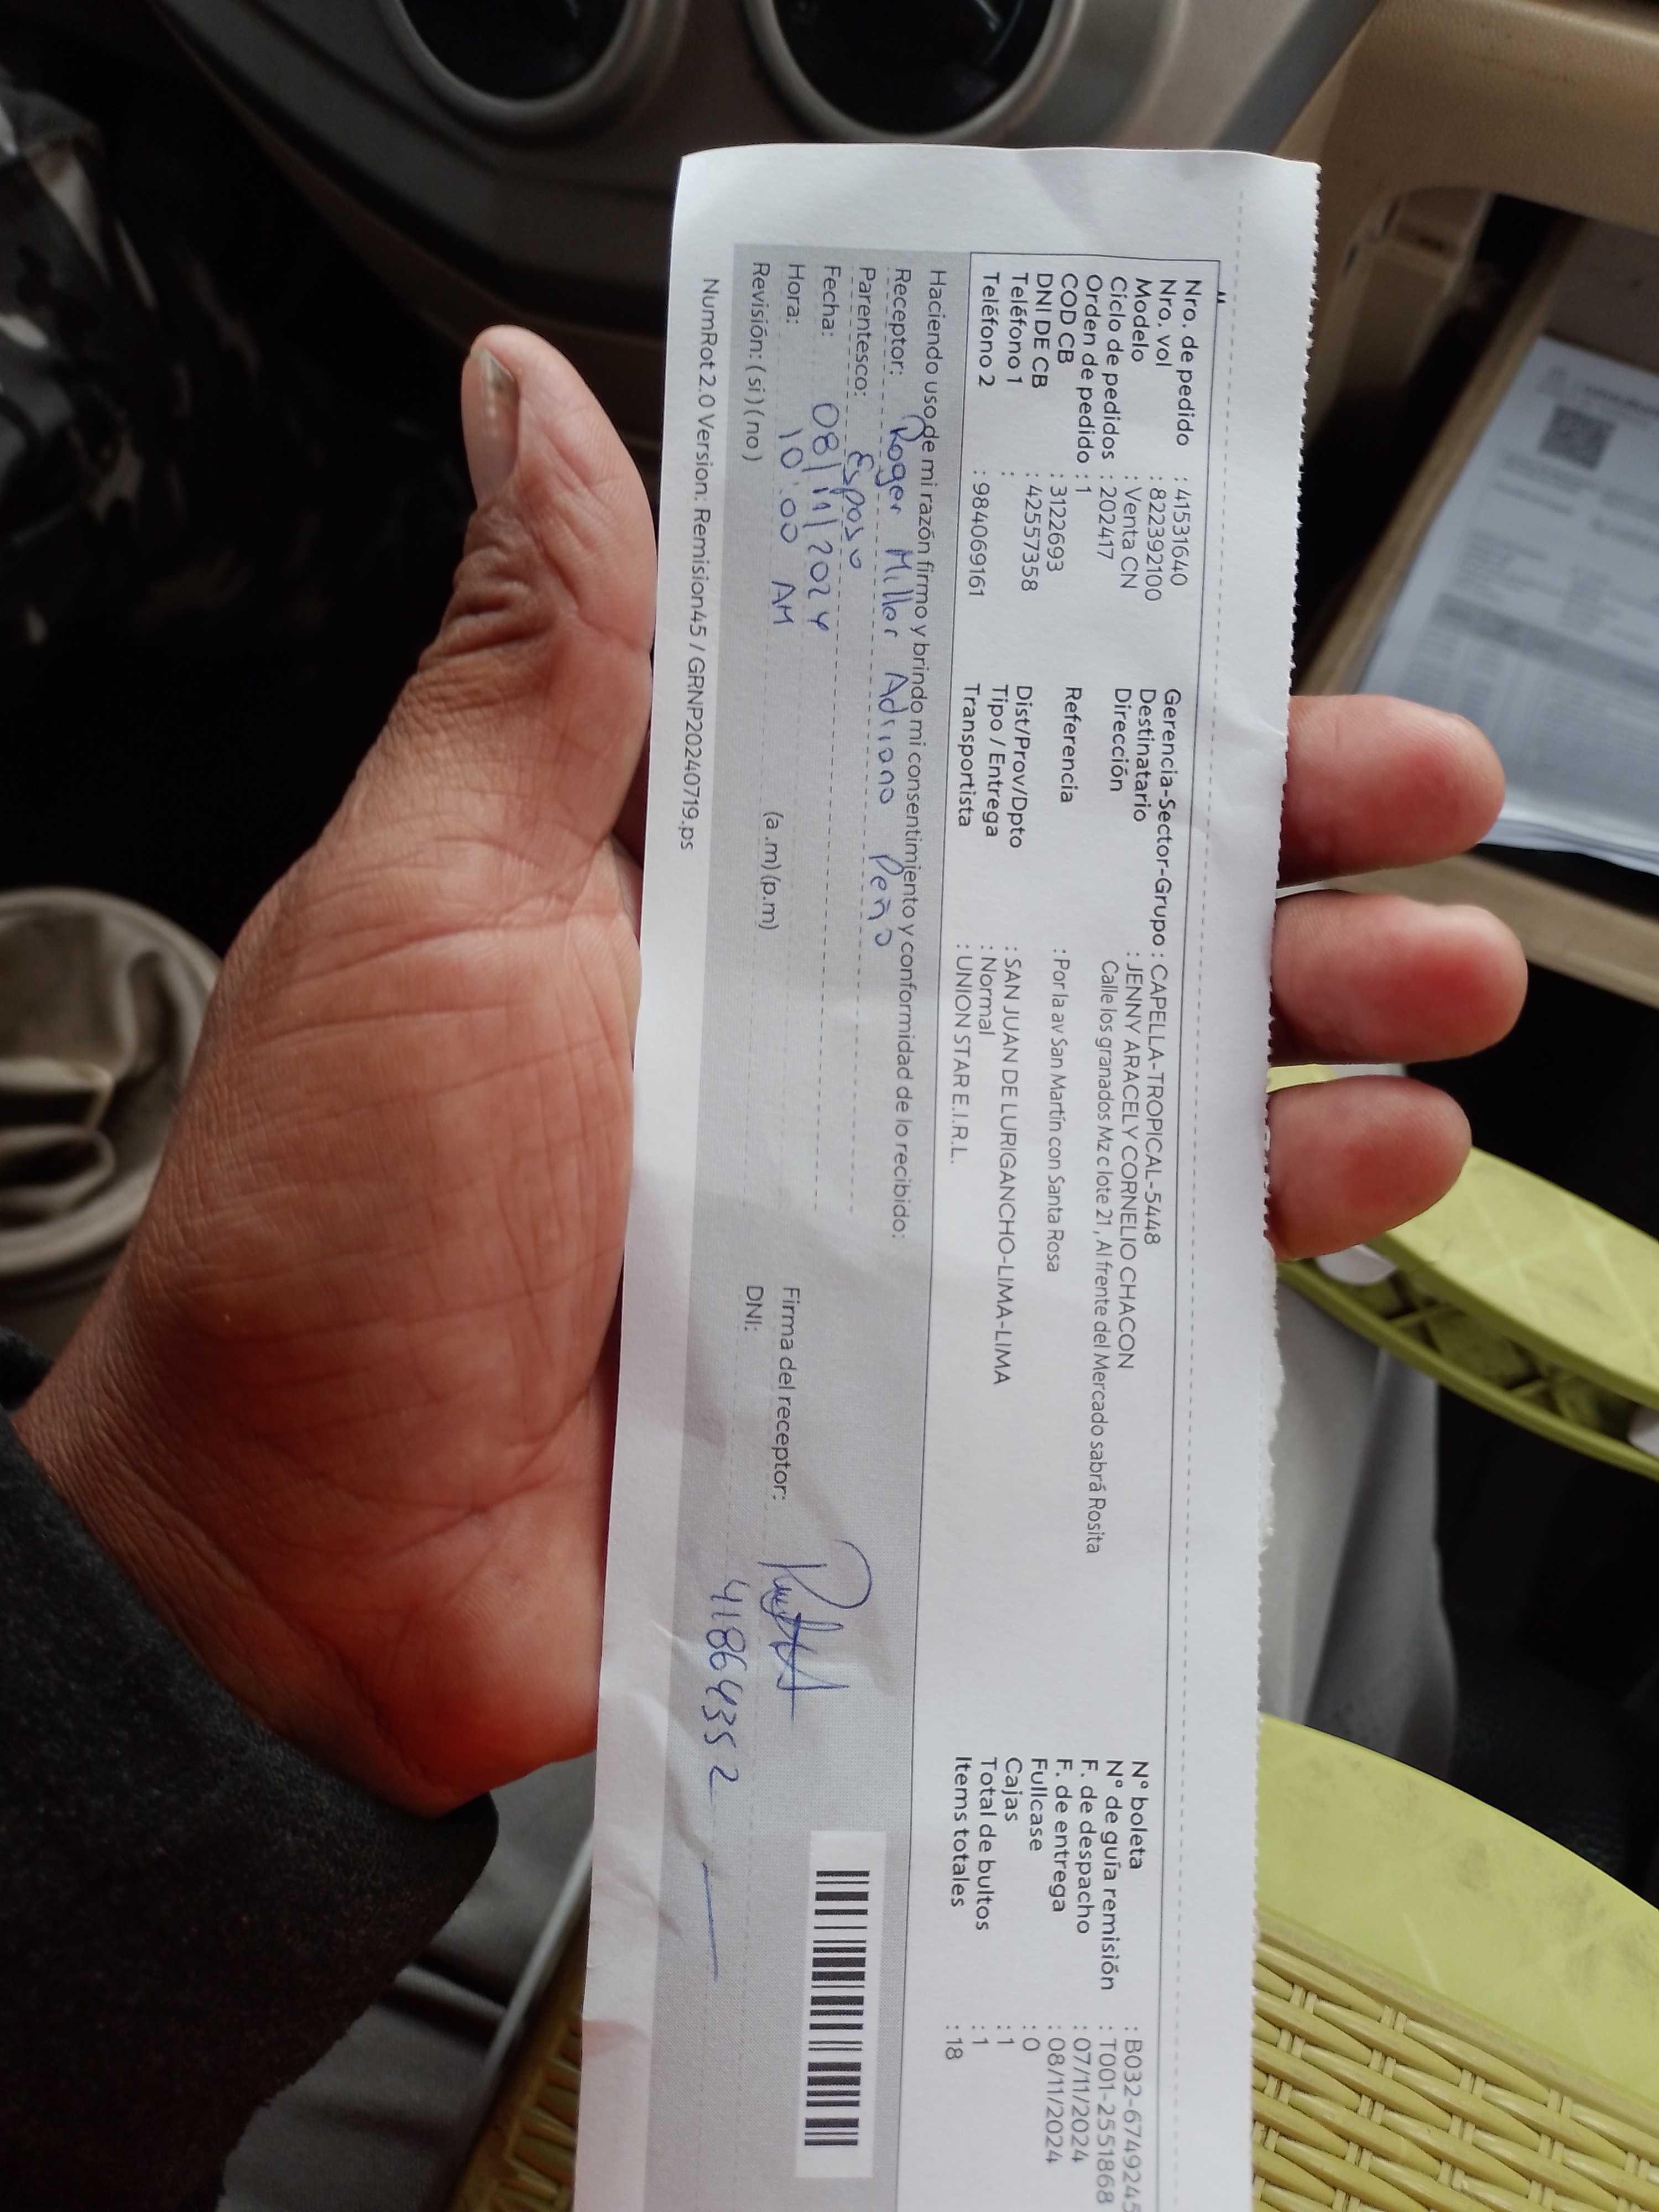 Nro. de pedido : 41531640
Nro. vol : 822392100
Modelo : Venta CN
Ciclo de pedidos : 202417
Orden de pedido : 1
COD CB : 3122693
DNI DE CB : 42557358
Teléfono 1 :
Teléfono 2 : 984069161
Gerencia-Sector-Grupo : CAPELLA-TROPICAL-5448
Destinatario : JENNY ARACELY CORNELIO CHACON
Dirección Calle los granados Mz c lote 21 , Al frente del Mercado sabrá Rosita
Referencia : Por la av San Martín con Santa Rosa
Dist/Prov/Dpto : SAN JUAN DE LURIGANCHO-LIMA-LIMA
Tipo / Entrega : Normal
Transportista : UNION STAR E.I.R.L.
N° boleta : B032-6749245
N° de guía remisión : T001-2551868
F. de despacho : 07/11/2024
F. de entrega : 08/11/2024
Fullcase : 0
Cajas : 1
Total de bultos : 1
Items totales : 18
Haciendo uso de mi razón firmo y brindo mi consentimiento y conformidad de lo recibido:
Receptor: Roger Miller Adriano Peña
Parentesco: Esposo
Fecha: 08/11/2024
Hora: 10:00 AM (a .m) (p.m)
Revisión: ( si ) ( no )
Firma del receptor:
DNI: 41864352
NumRot 2.0 Version: Remision45 / GRNP20240719.ps